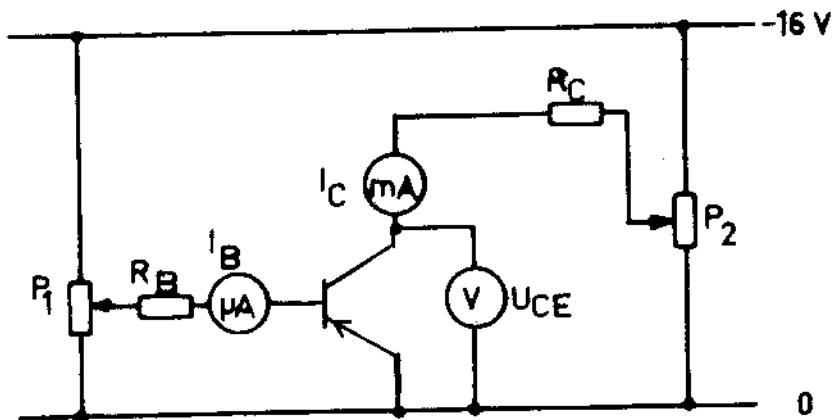 -16 V
R_C
I_C
mA
P_2
I_B
R_B
P_1
μA
V
U_CE
0